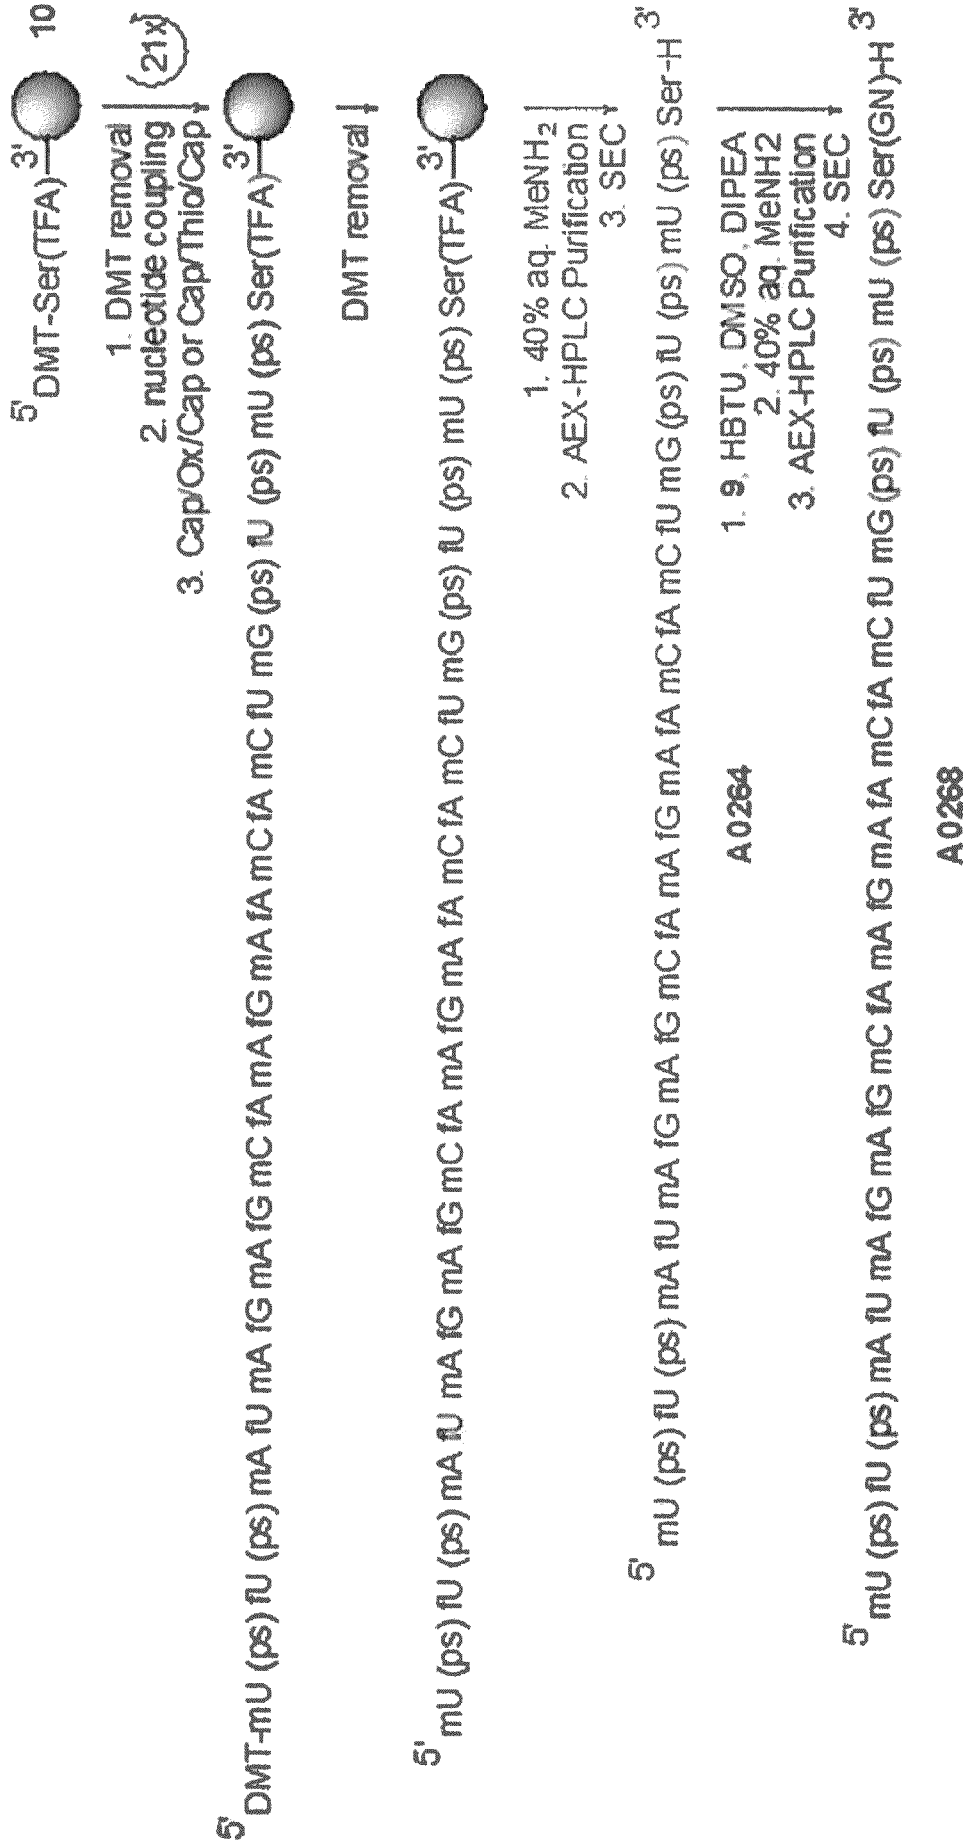 5' DMT-Ser(TFA) 3' 10
1. DMT removal
2. nucleotide coupling
3. Cap/Ox/Cap or Cap/Thio/Cap
(21x)
5' DMT-mU (ps) fU (ps) mA fU mA fG mA fG mC fA mA fG mA fA mC fA mC fU mG (ps) fU (ps) mU (ps) Ser(TFA) 3'
DMT removal
5' mU (ps) fU (ps) mA fU mA fG mA fG mC fA mA fG mA fA mC fA mC fU mG (ps) fU (ps) mU (ps) Ser(TFA) 3'
1. 40% aq. MeNH₂
2. AEX-HPLC Purification
3. SEC
5' mU (ps) fU (ps) mA fU mA fG mA fG mC fA mA fG mA fA mC fA mC fU mG (ps) fU (ps) mU (ps) Ser-H 3'
A0264
1. 9, HBTU, DMSO, DIPEA
2. 40% aq. MeNH2
3. AEX-HPLC Purification
4. SEC
5' mU (ps) fU (ps) mA fU mA fG mA fG mC fA mA fG mA fA mC fA mC fU mG (ps) fU (ps) mU (ps) Ser(GN)-H 3'
A0268